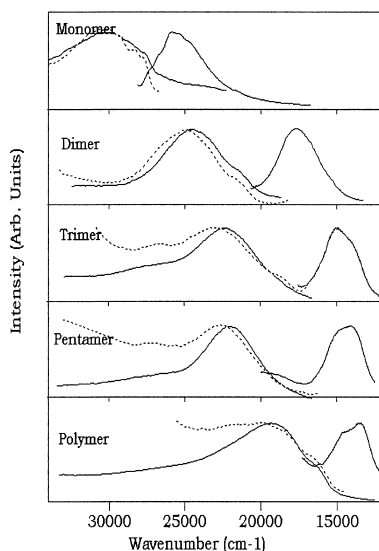 Monomer
Dimer
Trimer
Pentamer
Polymer
Intensity (Arb. Units)
30000 25000 20000 15000
Wavenumber (cm-1)